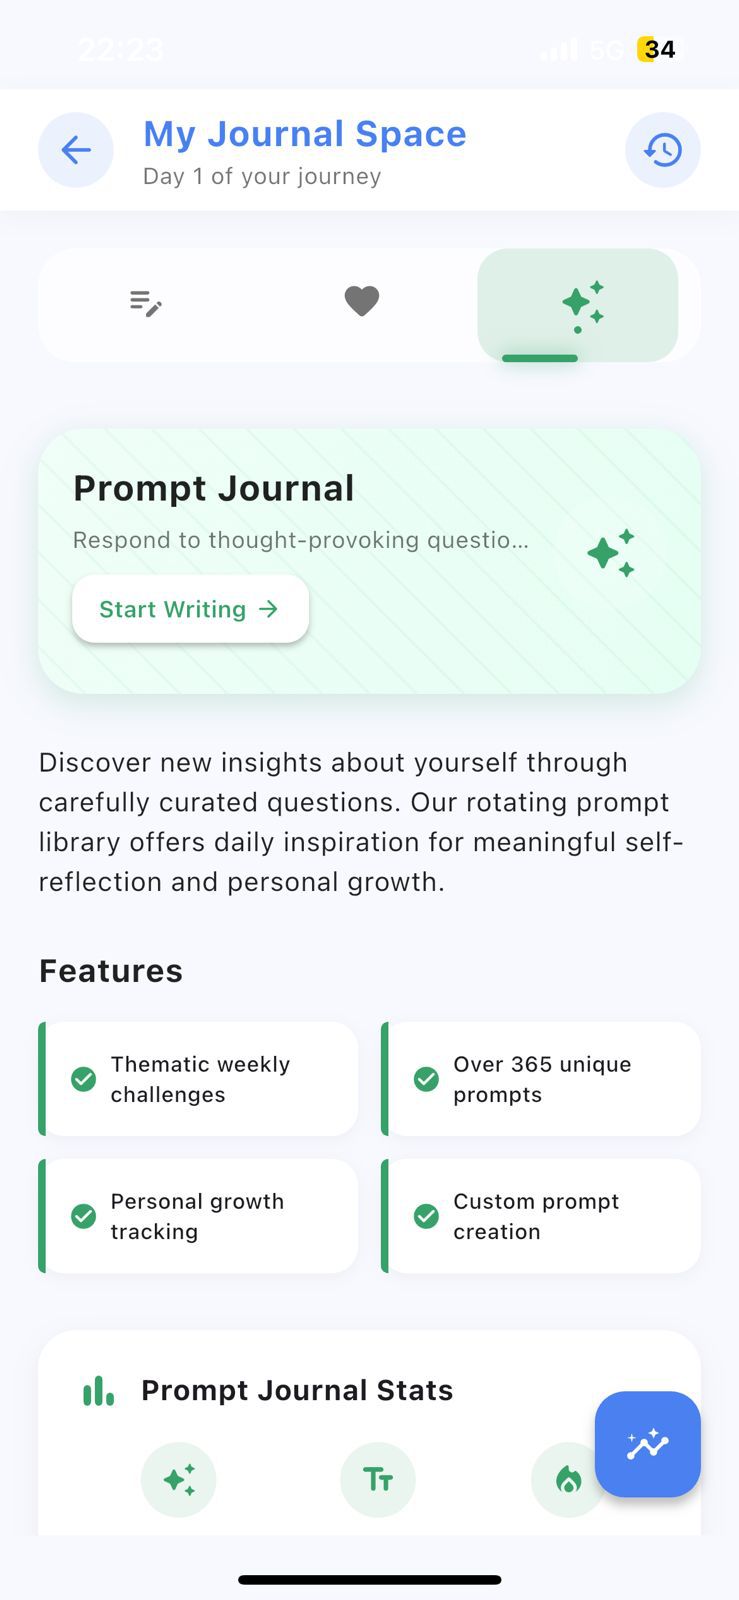 22:23
5G
34
My Journal Space
Day 1 of your journey
Prompt Journal
Respond to thought-provoking questio...
Start Writing →
Discover new insights about yourself through
carefully curated questions. Our rotating prompt
library offers daily inspiration for meaningful self-
reflection and personal growth.
Features
Thematic weekly
challenges
Over 365 unique
prompts
Personal growth
tracking
Custom prompt
creation
Prompt Journal Stats
Tт